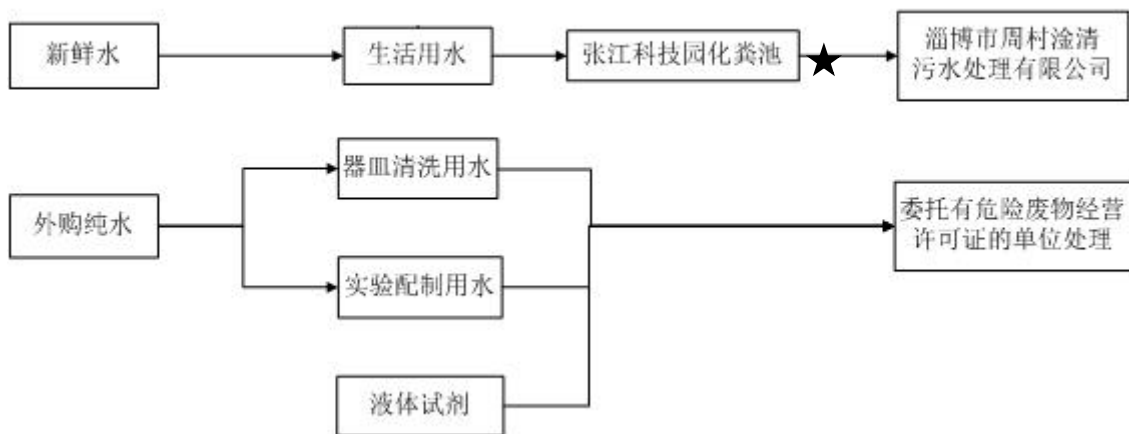 新鲜水
生活用水
张江科技园化粪池
淄博市周村淦清
污水处理有限公司
外购纯水
器皿清洗用水
实验配制用水
液体试剂
委托有危险废物经营
许可证的单位处理